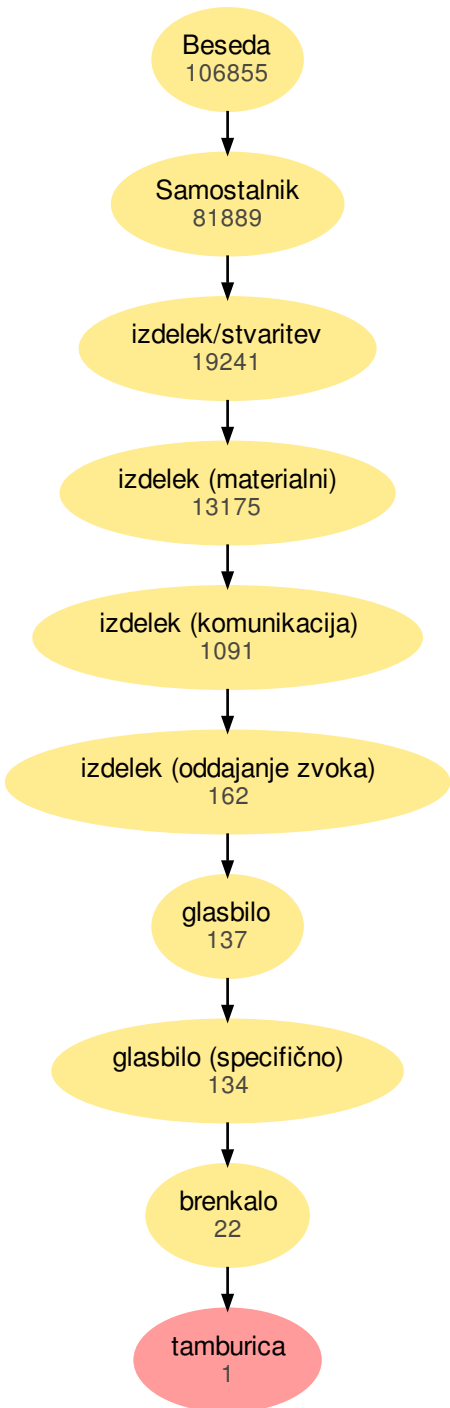 Beseda
106855
Samostalnik
81889
izdelek/stvaritev
19241
izdelek (materialni)
13175
izdelek (komunikacija)
1091
izdelek (oddajanje zvoka)
162
glasbilo
137
glasbilo (specifično)
134
brenkalo
22
tamburica
1